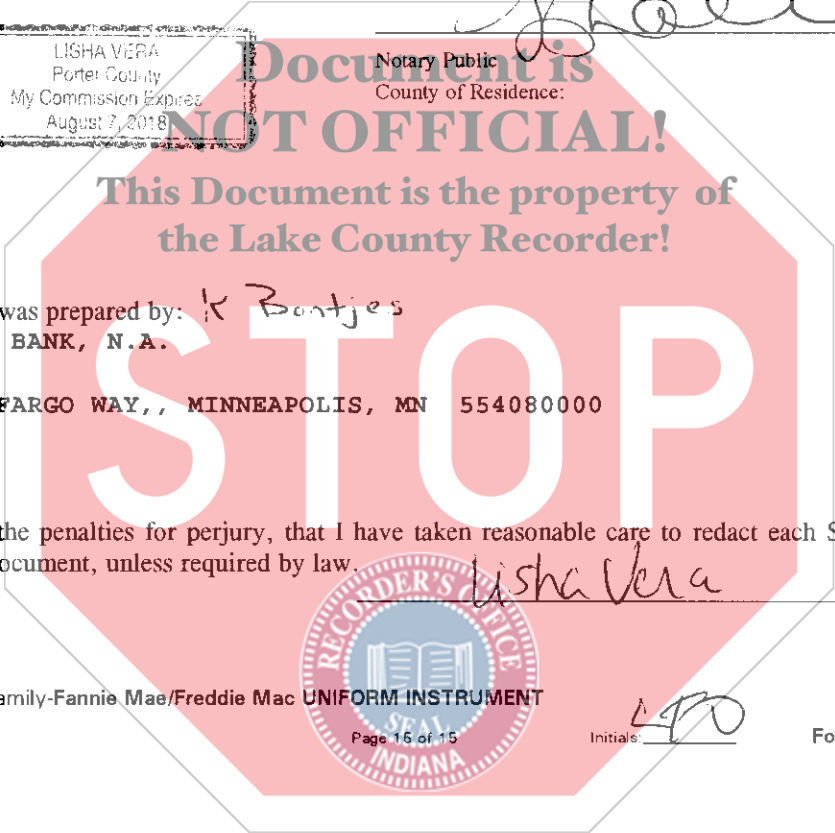 LISHA VERA
Porter County
My Commission Expires
August 7, 2018
Notary Public
County of Residence:
Document is
NOT OFFICIAL!
This Document is the property of
the Lake County Recorder!
was prepared by: K Bontjes
BANK, N.A.
FARGO WAY,, MINNEAPOLIS, MN 554080000
STOP
the penalties for perjury, that I have taken reasonable care to redact each S
ocument, unless required by law.
Lisha Vera
RECORDER'S OFFICE
SEAL
INDIANA
amily-Fannie Mae/Freddie Mac UNIFORM INSTRUMENT
Page 15 of 15
Initials:
Fo